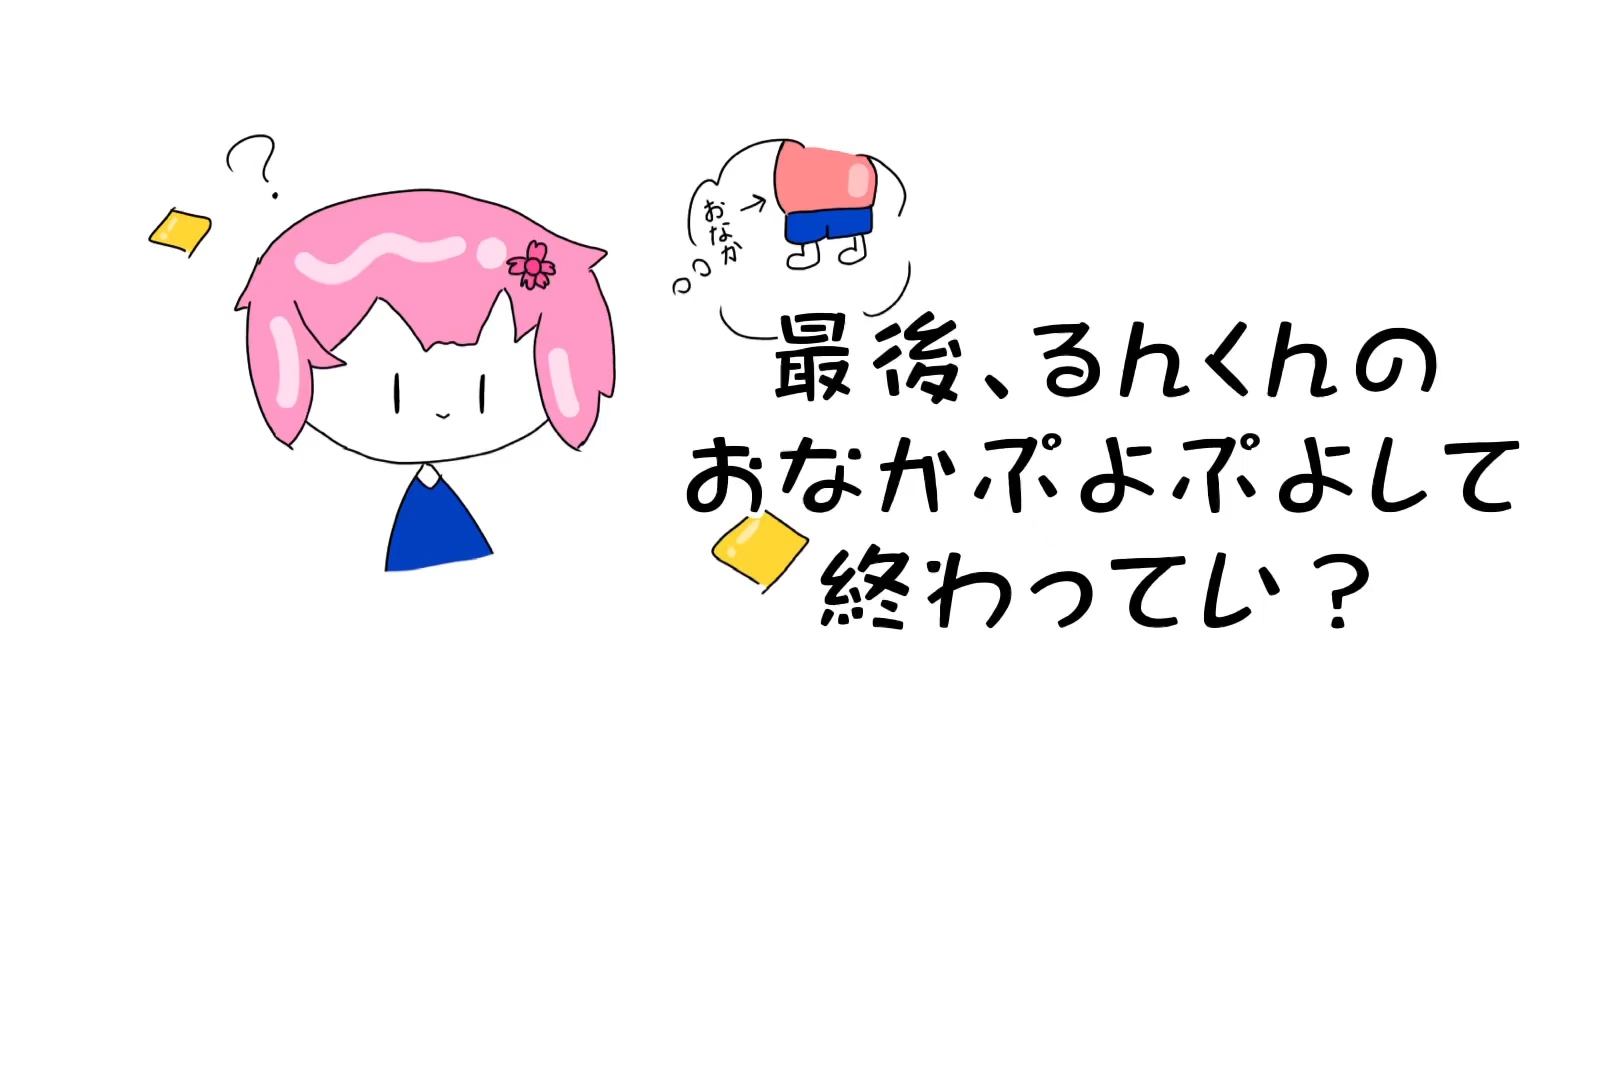 ?
おなか→
最後、るんくんの
おなかぷよぷよして
終わってい？